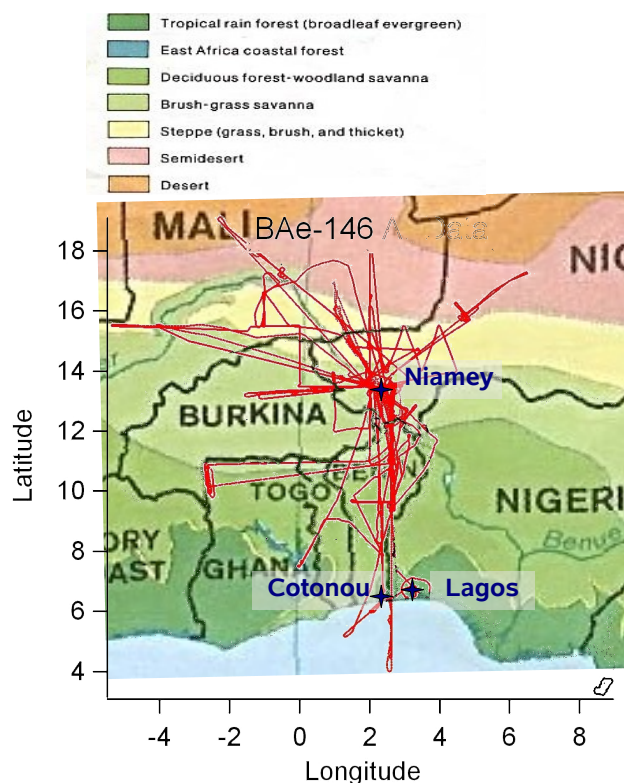 Tropical rain forest (broadleaf evergreen)
East Africa coastal forest
Deciduous forest-woodland savanna
Brush-grass savanna
Steppe (grass, brush, and thicket)
Semidesert
Desert
MALI BAe-146
NIG
Niamey
BURKINA
TOGO
NIGERI
Benue
ORY
AST
GHANA
Cotonou
Lagos
18
16
14
12
10
8
6
4
Latitude
-4 -2 0 2 4 6 8
Longitude